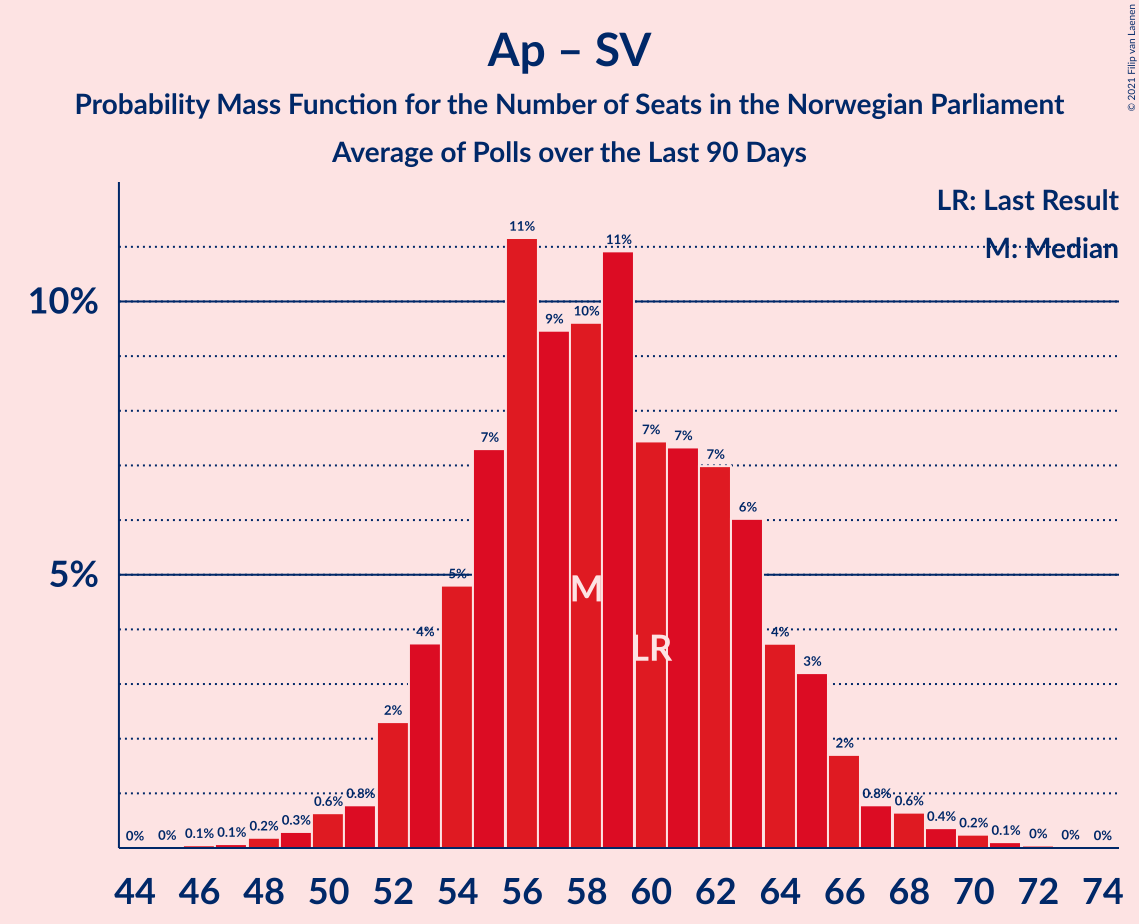 Ap – SV
Probability Mass Function for the Number of Seats in the Norwegian Parliament
Average of Polls over the Last 90 Days
© 2021 Filip van Laenen
LR: Last Result
M: Median
10%
5%
0% 0% 0.1% 0.1% 0.2% 0.3% 0.6% 0.8% 2% 4% 5% 7% 11% 9% 10% 11% 7% 7% 7% 6% 4% 3% 2% 0.8% 0.6% 0.4% 0.2% 0.1% 0% 0% 0%
M
LR
44 46 48 50 52 54 56 58 60 62 64 66 68 70 72 74